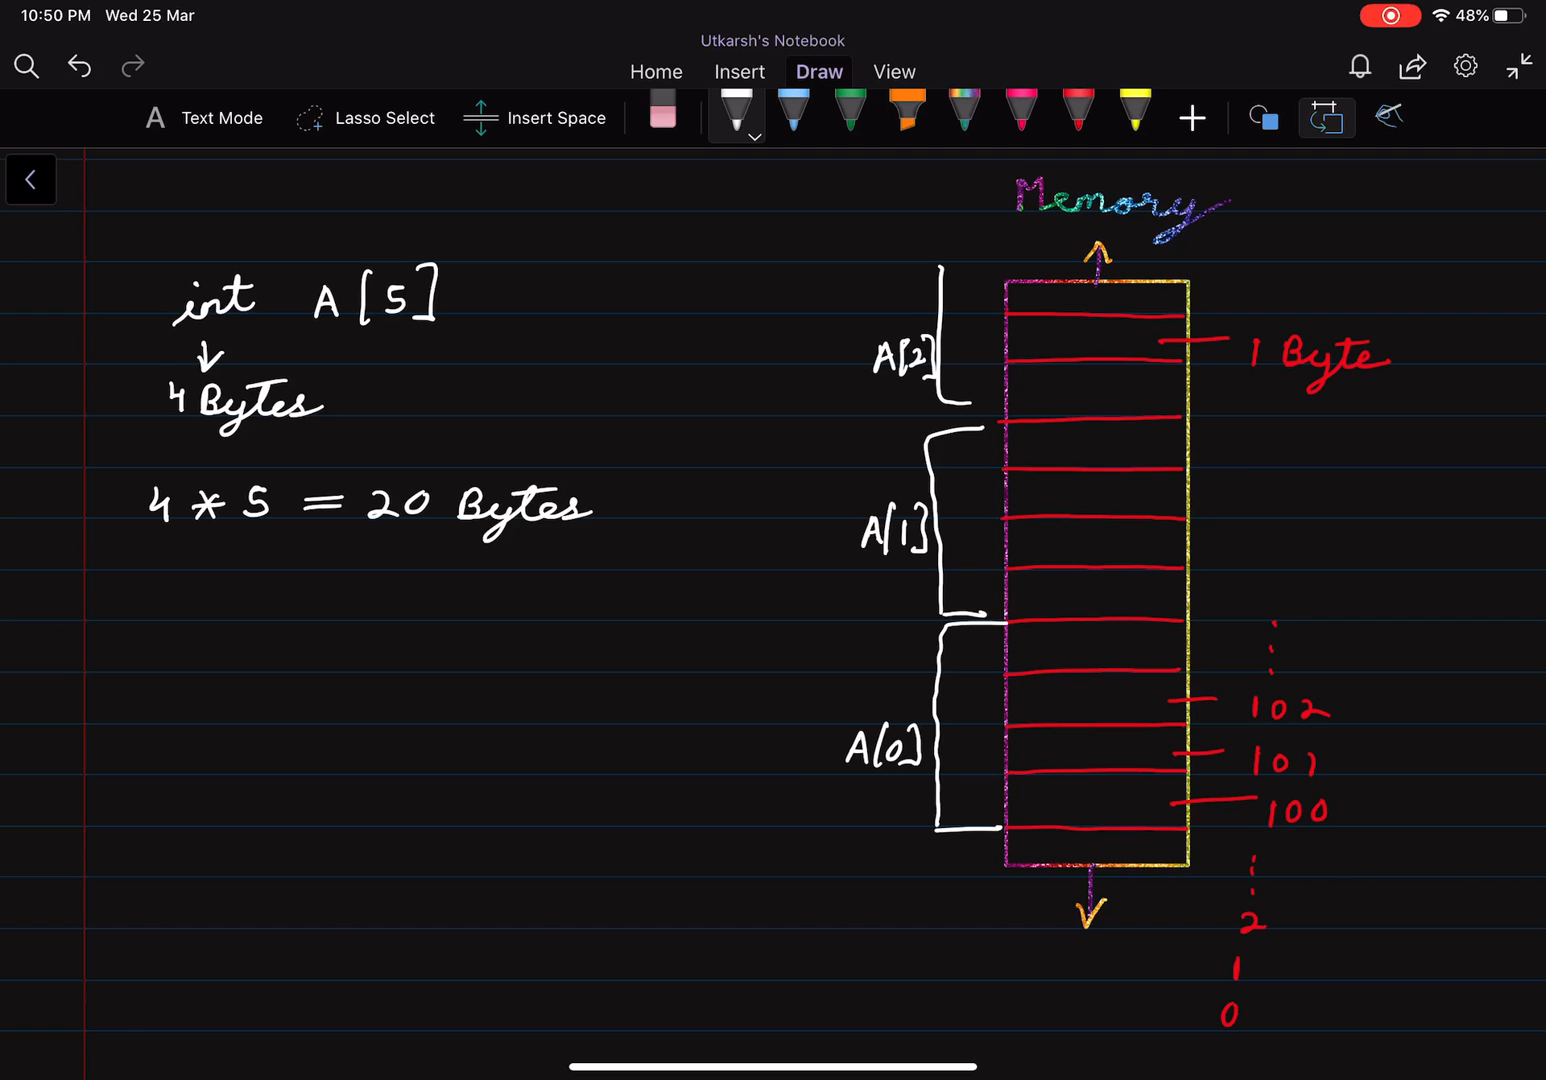 10:50 PM Wed 25 Mar
48%
Utkarsh's Notebook
Home Insert Draw View
Text Mode Lasso Select Insert Space
Memory
int A[5]
4 Bytes
4 * 5 = 20 Bytes
A[2]
1 Byte
A[1]
A[0]
102
101
100
2
1
0